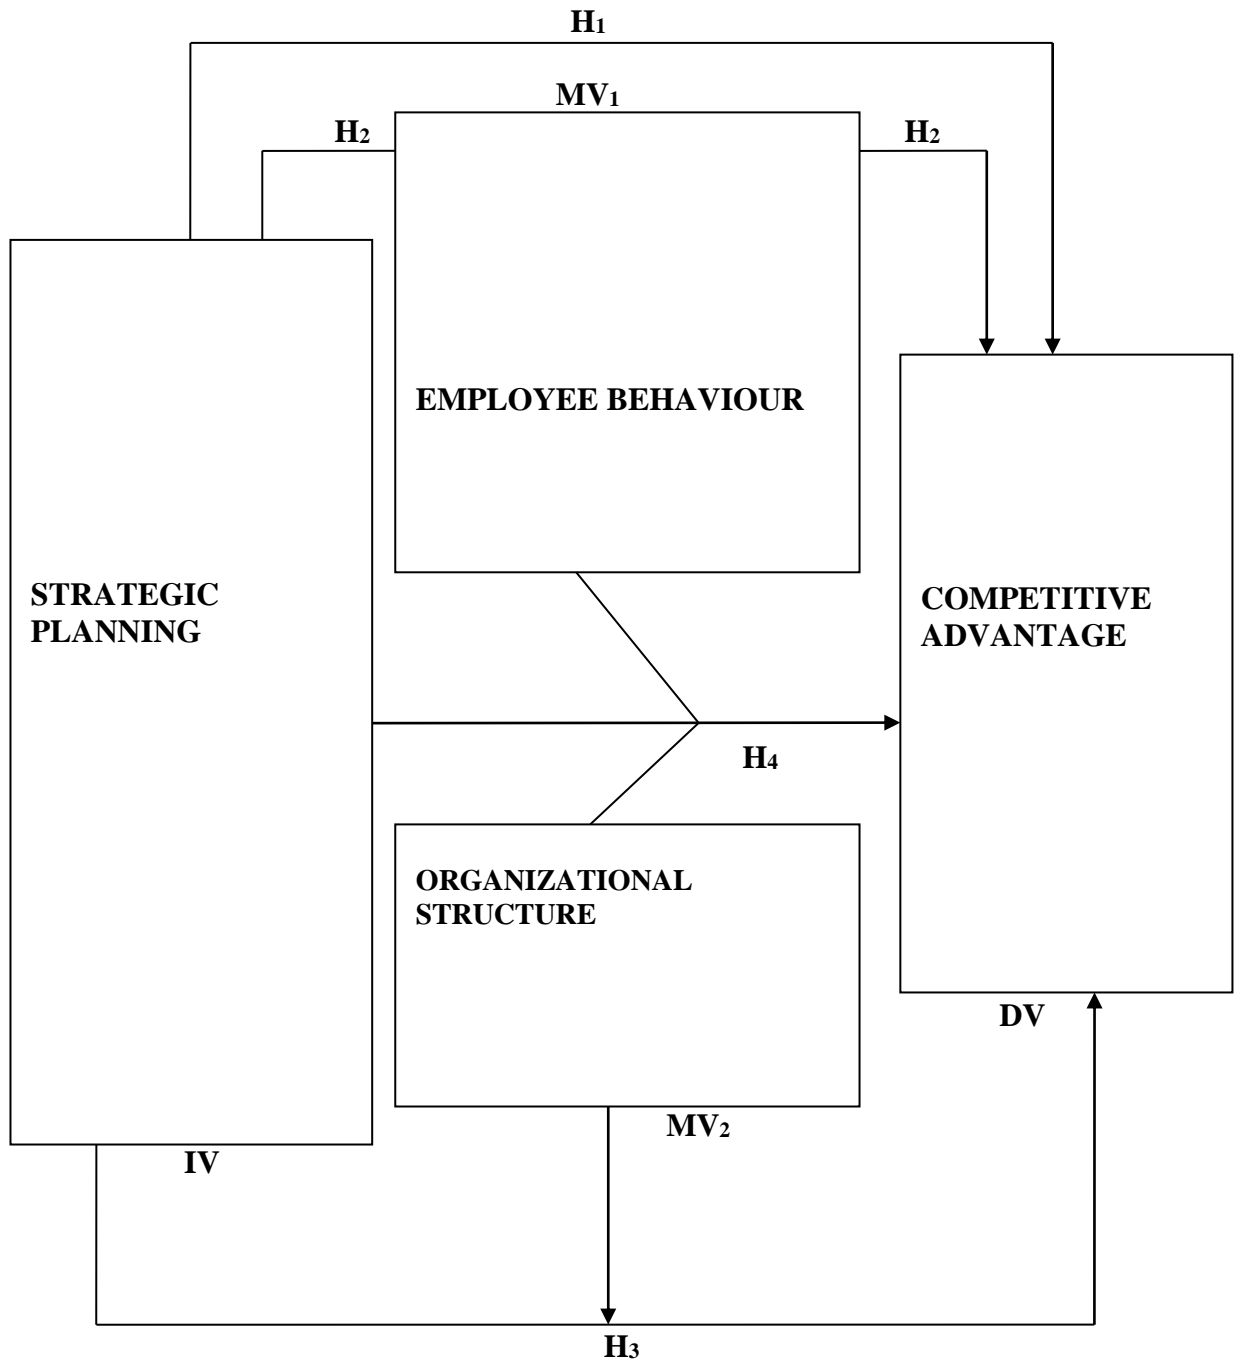 H1
MV1
H2
H2
EMPLOYEE BEHAVIOUR
STRATEGIC
PLANNING
COMPETITIVE
ADVANTAGE
H4
ORGANIZATIONAL
STRUCTURE
DV
MV2
IV
H3